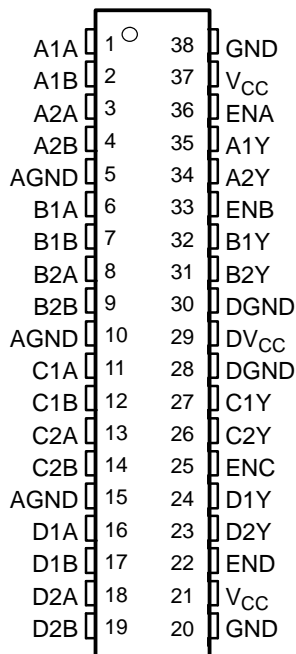 A1A 1 38 GND
A1B 2 37 VCC
A2A 3 36 ENA
A2B 4 35 A1Y
AGND 5 34 A2Y
B1A 6 33 ENB
B1B 7 32 B1Y
B2A 8 31 B2Y
B2B 9 30 DGND
AGND 10 29 DVCC
C1A 11 28 DGND
C1B 12 27 C1Y
C2A 13 26 C2Y
C2B 14 25 ENC
AGND 15 24 D1Y
D1A 16 23 D2Y
D1B 17 22 END
D2A 18 21 VCC
D2B 19 20 GND